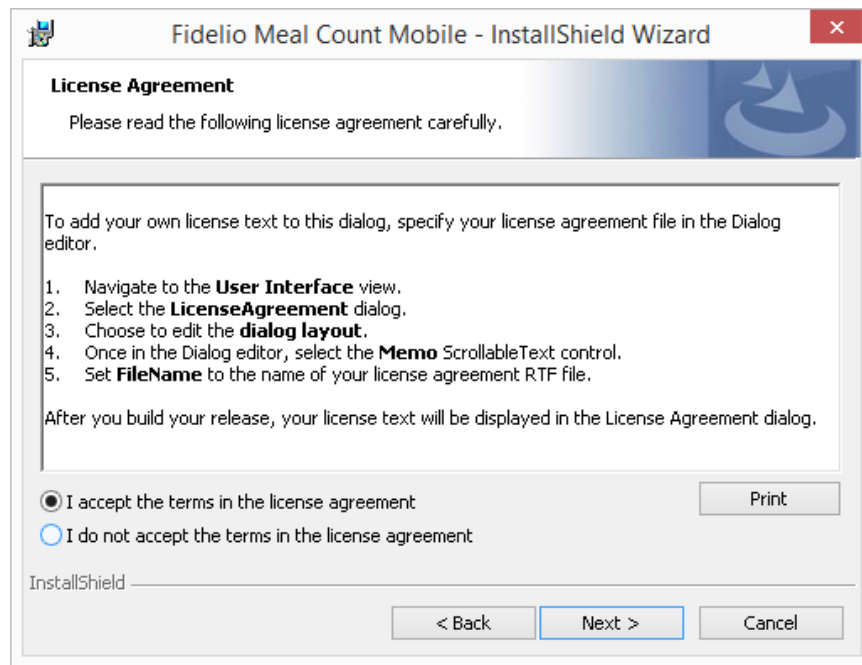 Fidelio Meal Count Mobile - InstallShield Wizard
License Agreement
Please read the following license agreement carefully.
To add your own license text to this dialog, specify your license agreement file in the Dialog
editor.
1. Navigate to the User Interface view.
2. Select the LicenseAgreement dialog.
3. Choose to edit the dialog layout.
4. Once in the Dialog editor, select the Memo ScrollableText control.
5. Set FileName to the name of your license agreement RTF file.
After you build your release, your license text will be displayed in the License Agreement dialog.
I accept the terms in the license agreement
Print
I do not accept the terms in the license agreement
InstallShield
< Back Next > Cancel